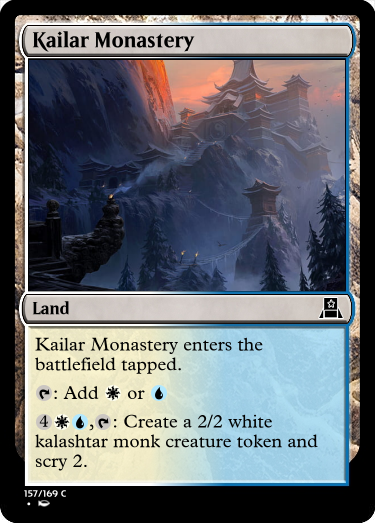 Kailar Monastery
Land
Kailar Monastery enters the
battlefield tapped.
: Add or
4 , : Create a 2/2 white
kalashtar monk creature token and
scry 2.
157/169 C